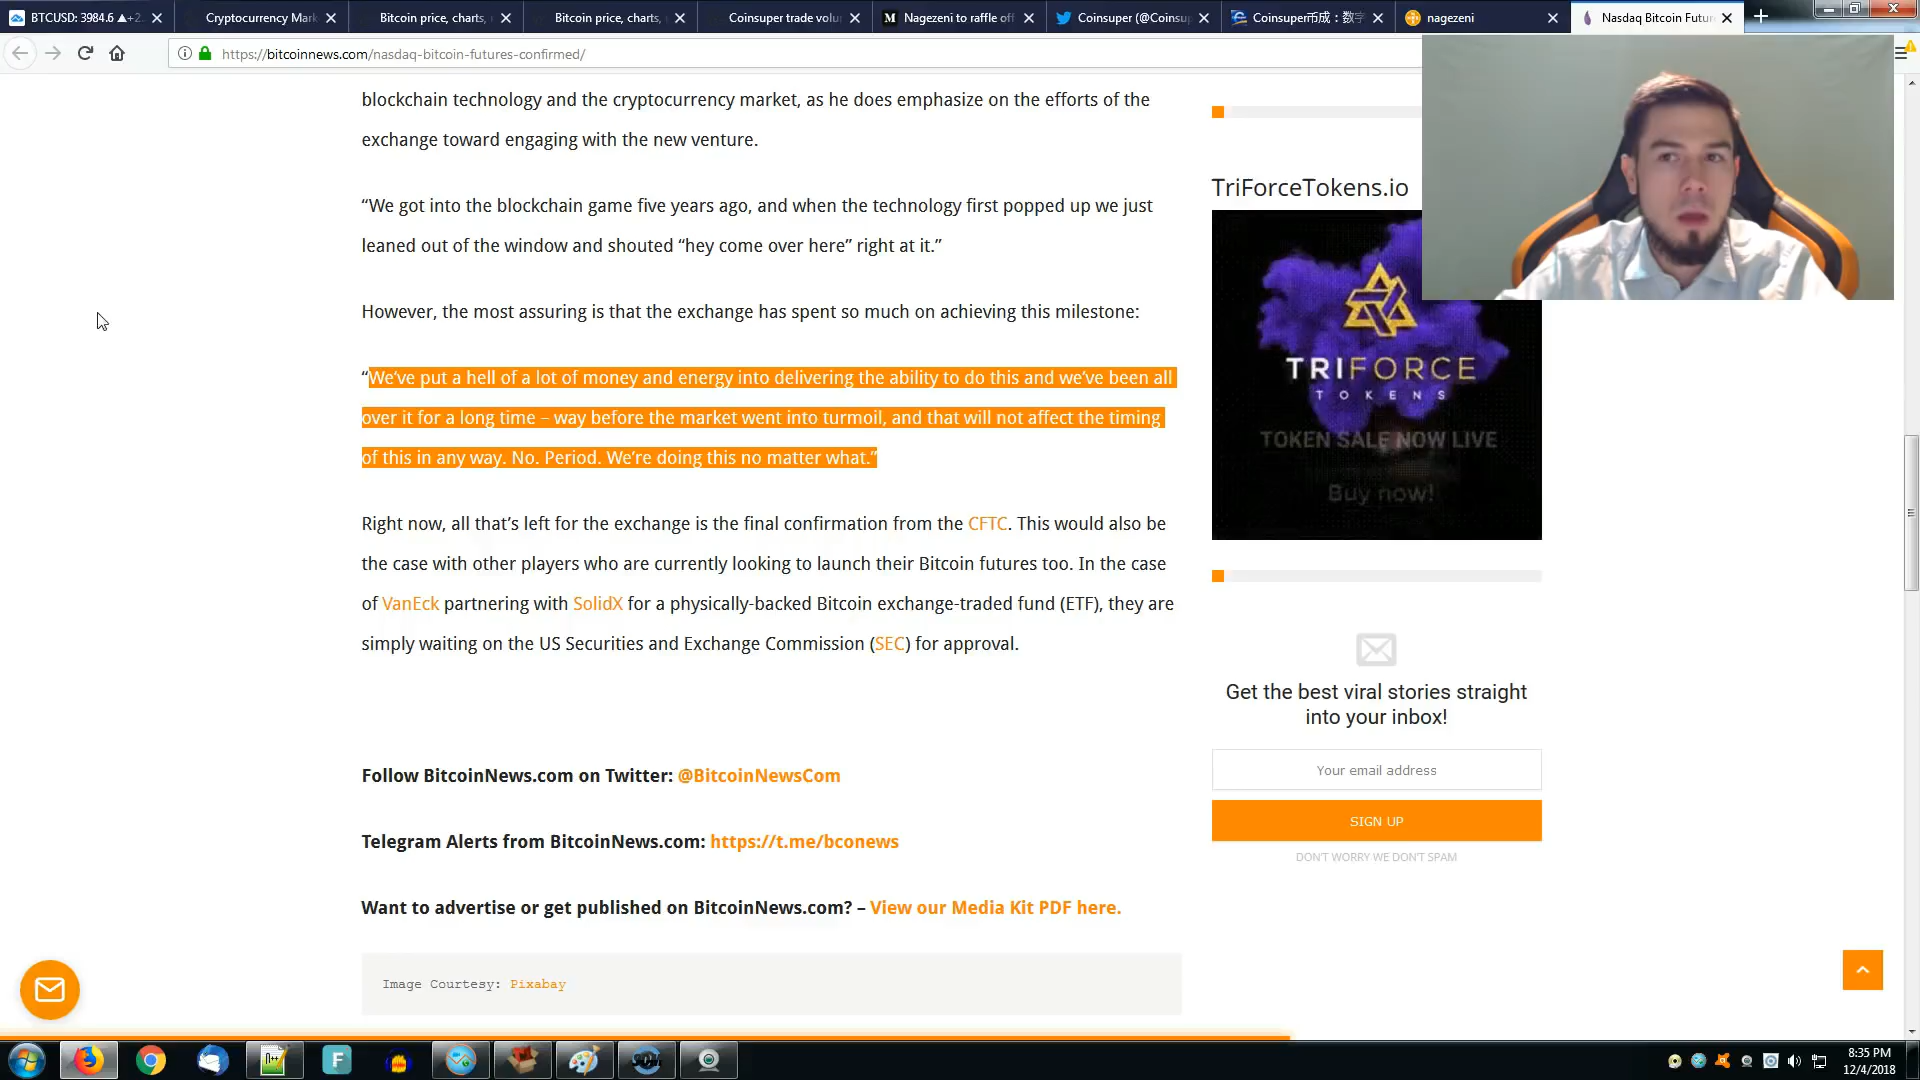 BTCUSD: 3984.6 ▲+2.
Cryptocurrency Mark
Bitcoin price, charts,
Bitcoin price, charts,
Coinsuper trade volu
Nagezeni to raffle off
Coinsuper (@Coinsup
Coinsuper币成：数字
nagezeni
Nasdaq Bitcoin Futur
https://bitcoinnews.com/nasdaq-bitcoin-futures-confirmed/
blockchain technology and the cryptocurrency market, as he does emphasize on the efforts of the
exchange toward engaging with the new venture.
“We got into the blockchain game five years ago, and when the technology first popped up we just
leaned out of the window and shouted “hey come over here” right at it.”
However, the most assuring is that the exchange has spent so much on achieving this milestone:
“We’ve put a hell of a lot of money and energy into delivering the ability to do this and we’ve been all
over it for a long time – way before the market went into turmoil, and that will not affect the timing
of this in any way. No. Period. We’re doing this no matter what.”
Right now, all that’s left for the exchange is the final confirmation from the CFTC. This would also be
the case with other players who are currently looking to launch their Bitcoin futures too. In the case
of VanEck partnering with SolidX for a physically-backed Bitcoin exchange-traded fund (ETF), they are
simply waiting on the US Securities and Exchange Commission (SEC) for approval.
Follow BitcoinNews.com on Twitter: @BitcoinNewsCom
Telegram Alerts from BitcoinNews.com: https://t.me/bconews
Want to advertise or get published on BitcoinNews.com? – View our Media Kit PDF here.
Image Courtesy: Pixabay
TriForceTokens.io
TRIFORCE
TOKENS
TOKEN SALE NOW LIVE
Buy now!
Get the best viral stories straight
into your inbox!
Your email address
SIGN UP
DON'T WORRY WE DON'T SPAM
8:35 PM
12/4/2018